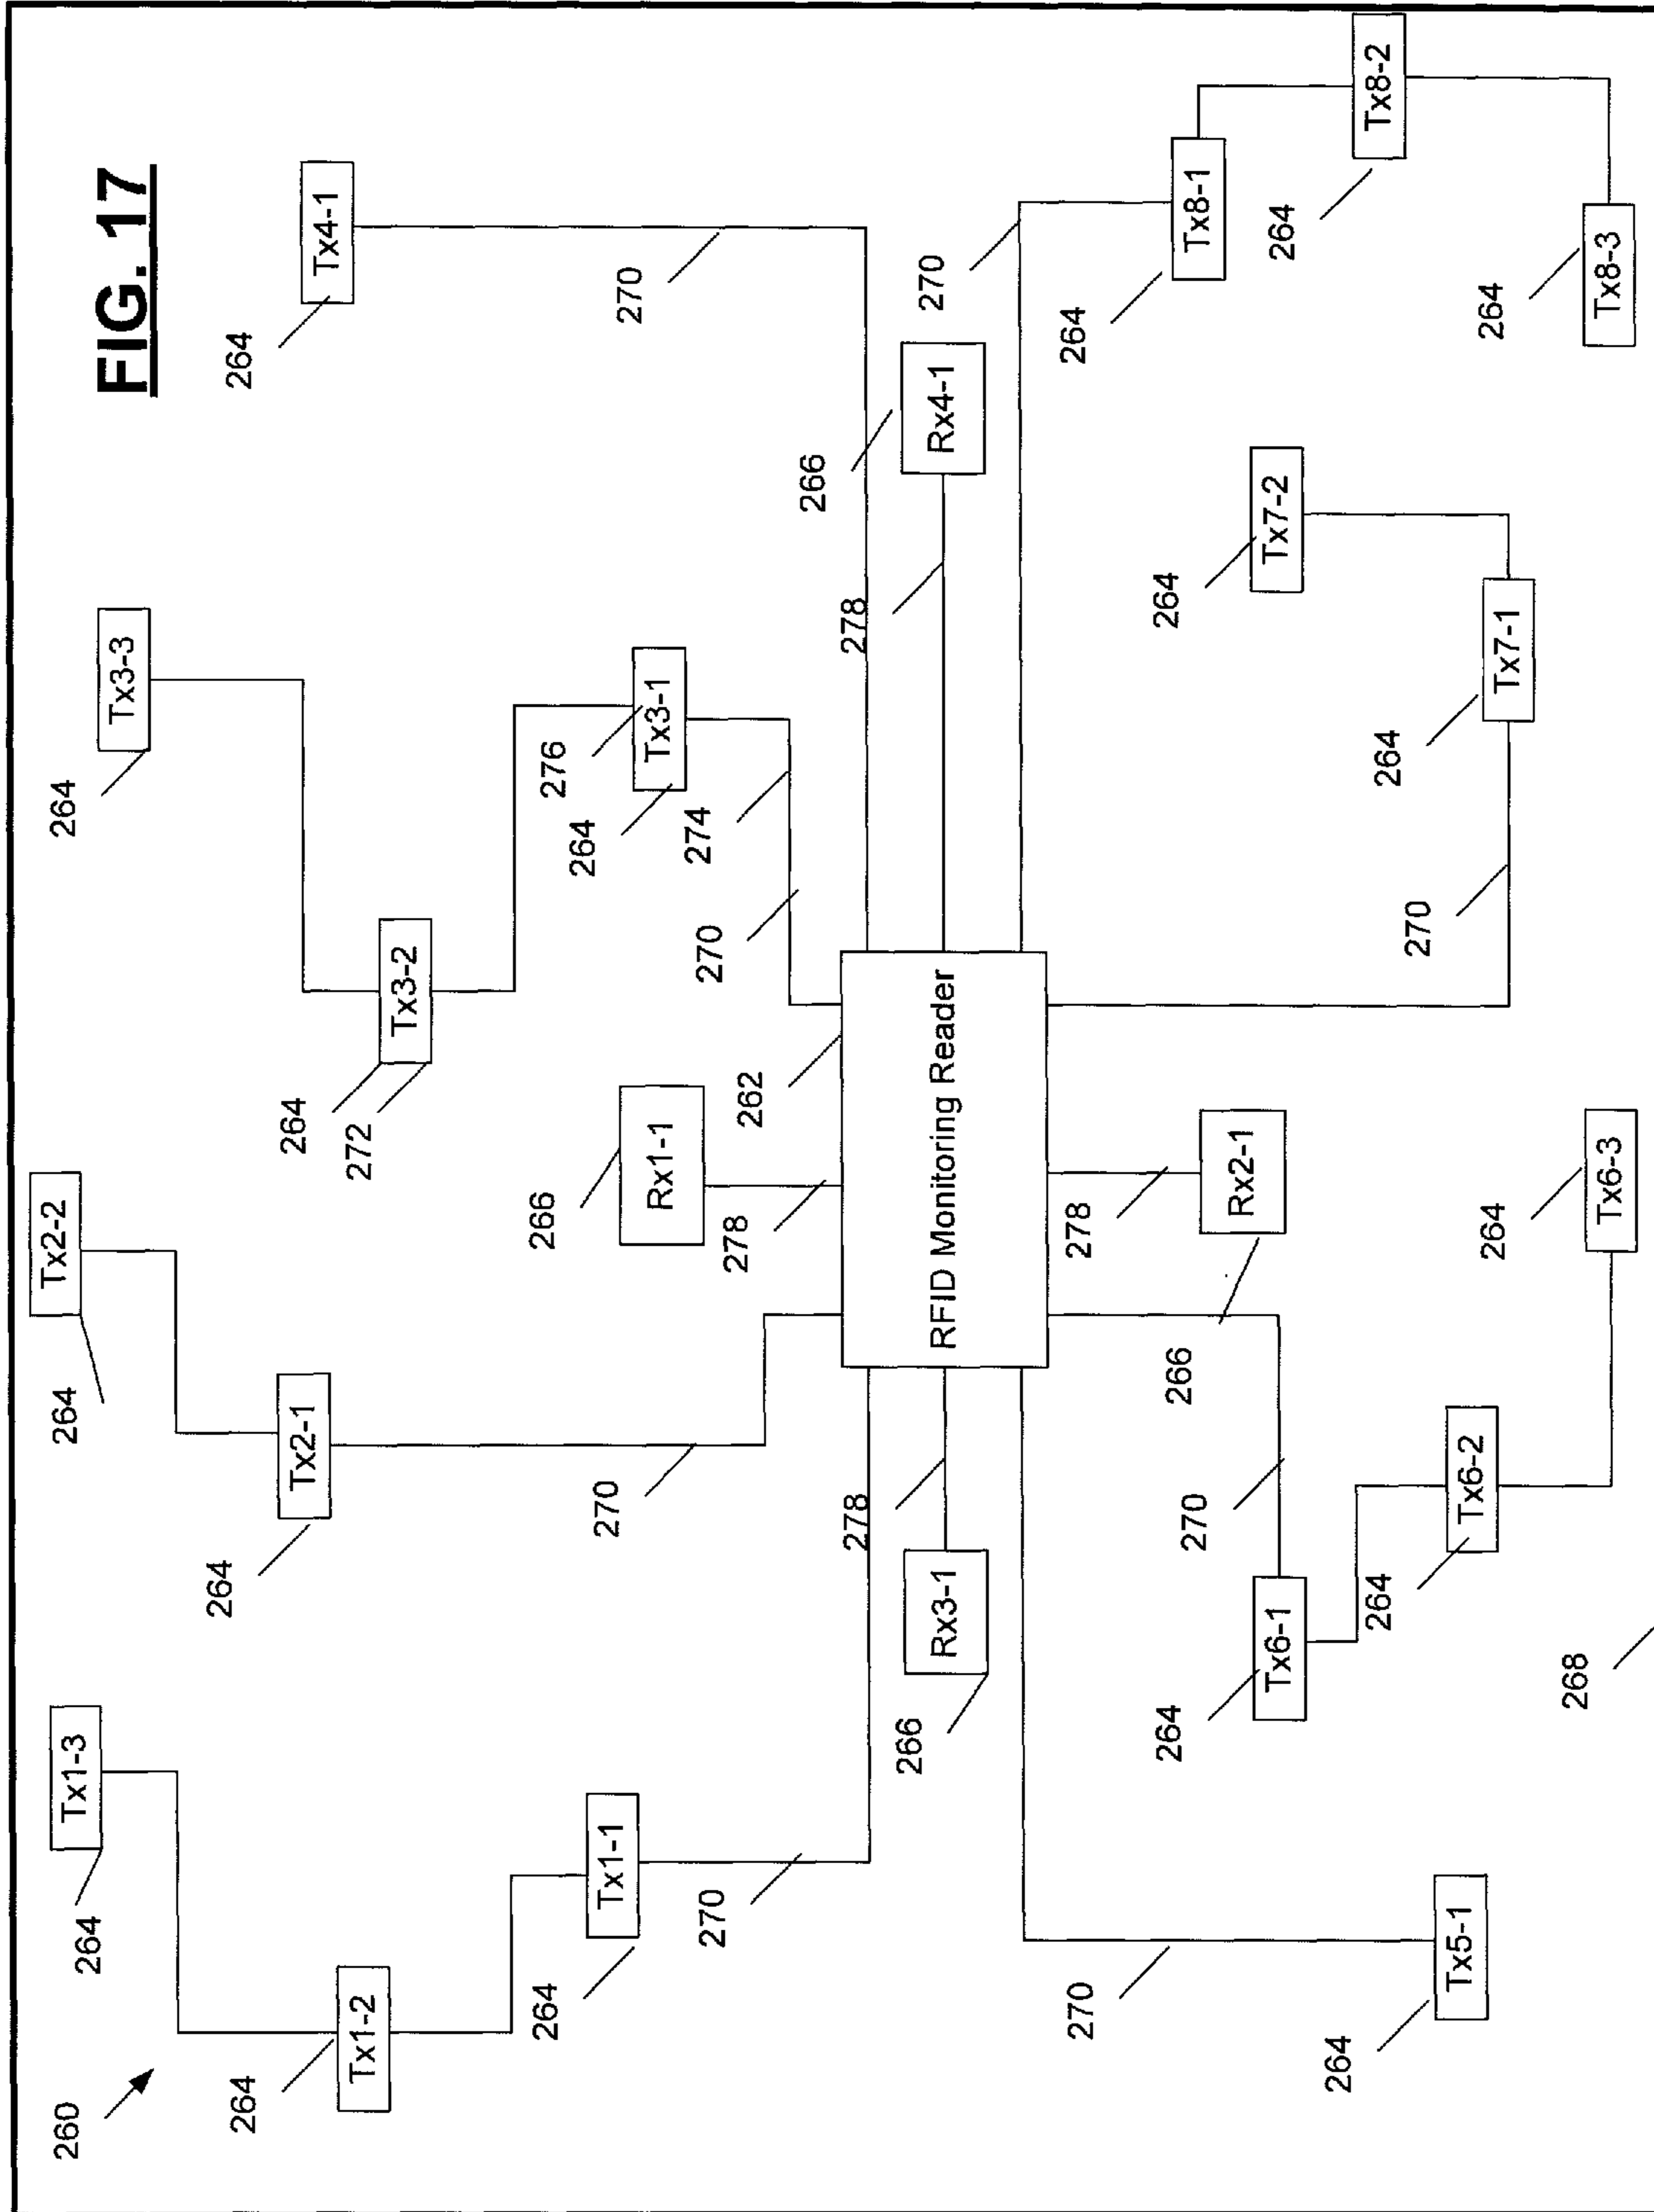 FIG. 17
260
Tx1-3
264
Tx1-2
264
Tx1-1
264
270
Tx2-2
264
Tx2-1
264
270
Tx3-3
264
Tx3-2
264
272
Tx3-1
276
264
274
270
Tx4-1
264
270
Rx1-1
266
278
262
RFID Monitoring Reader
Rx3-1
266
278
Rx4-1
266
278
Rx2-1
266
278
Tx5-1
264
270
Tx6-1
264
270
Tx6-2
264
Tx6-3
264
268
Tx7-1
264
270
Tx7-2
264
Tx8-1
264
270
Tx8-2
264
Tx8-3
264